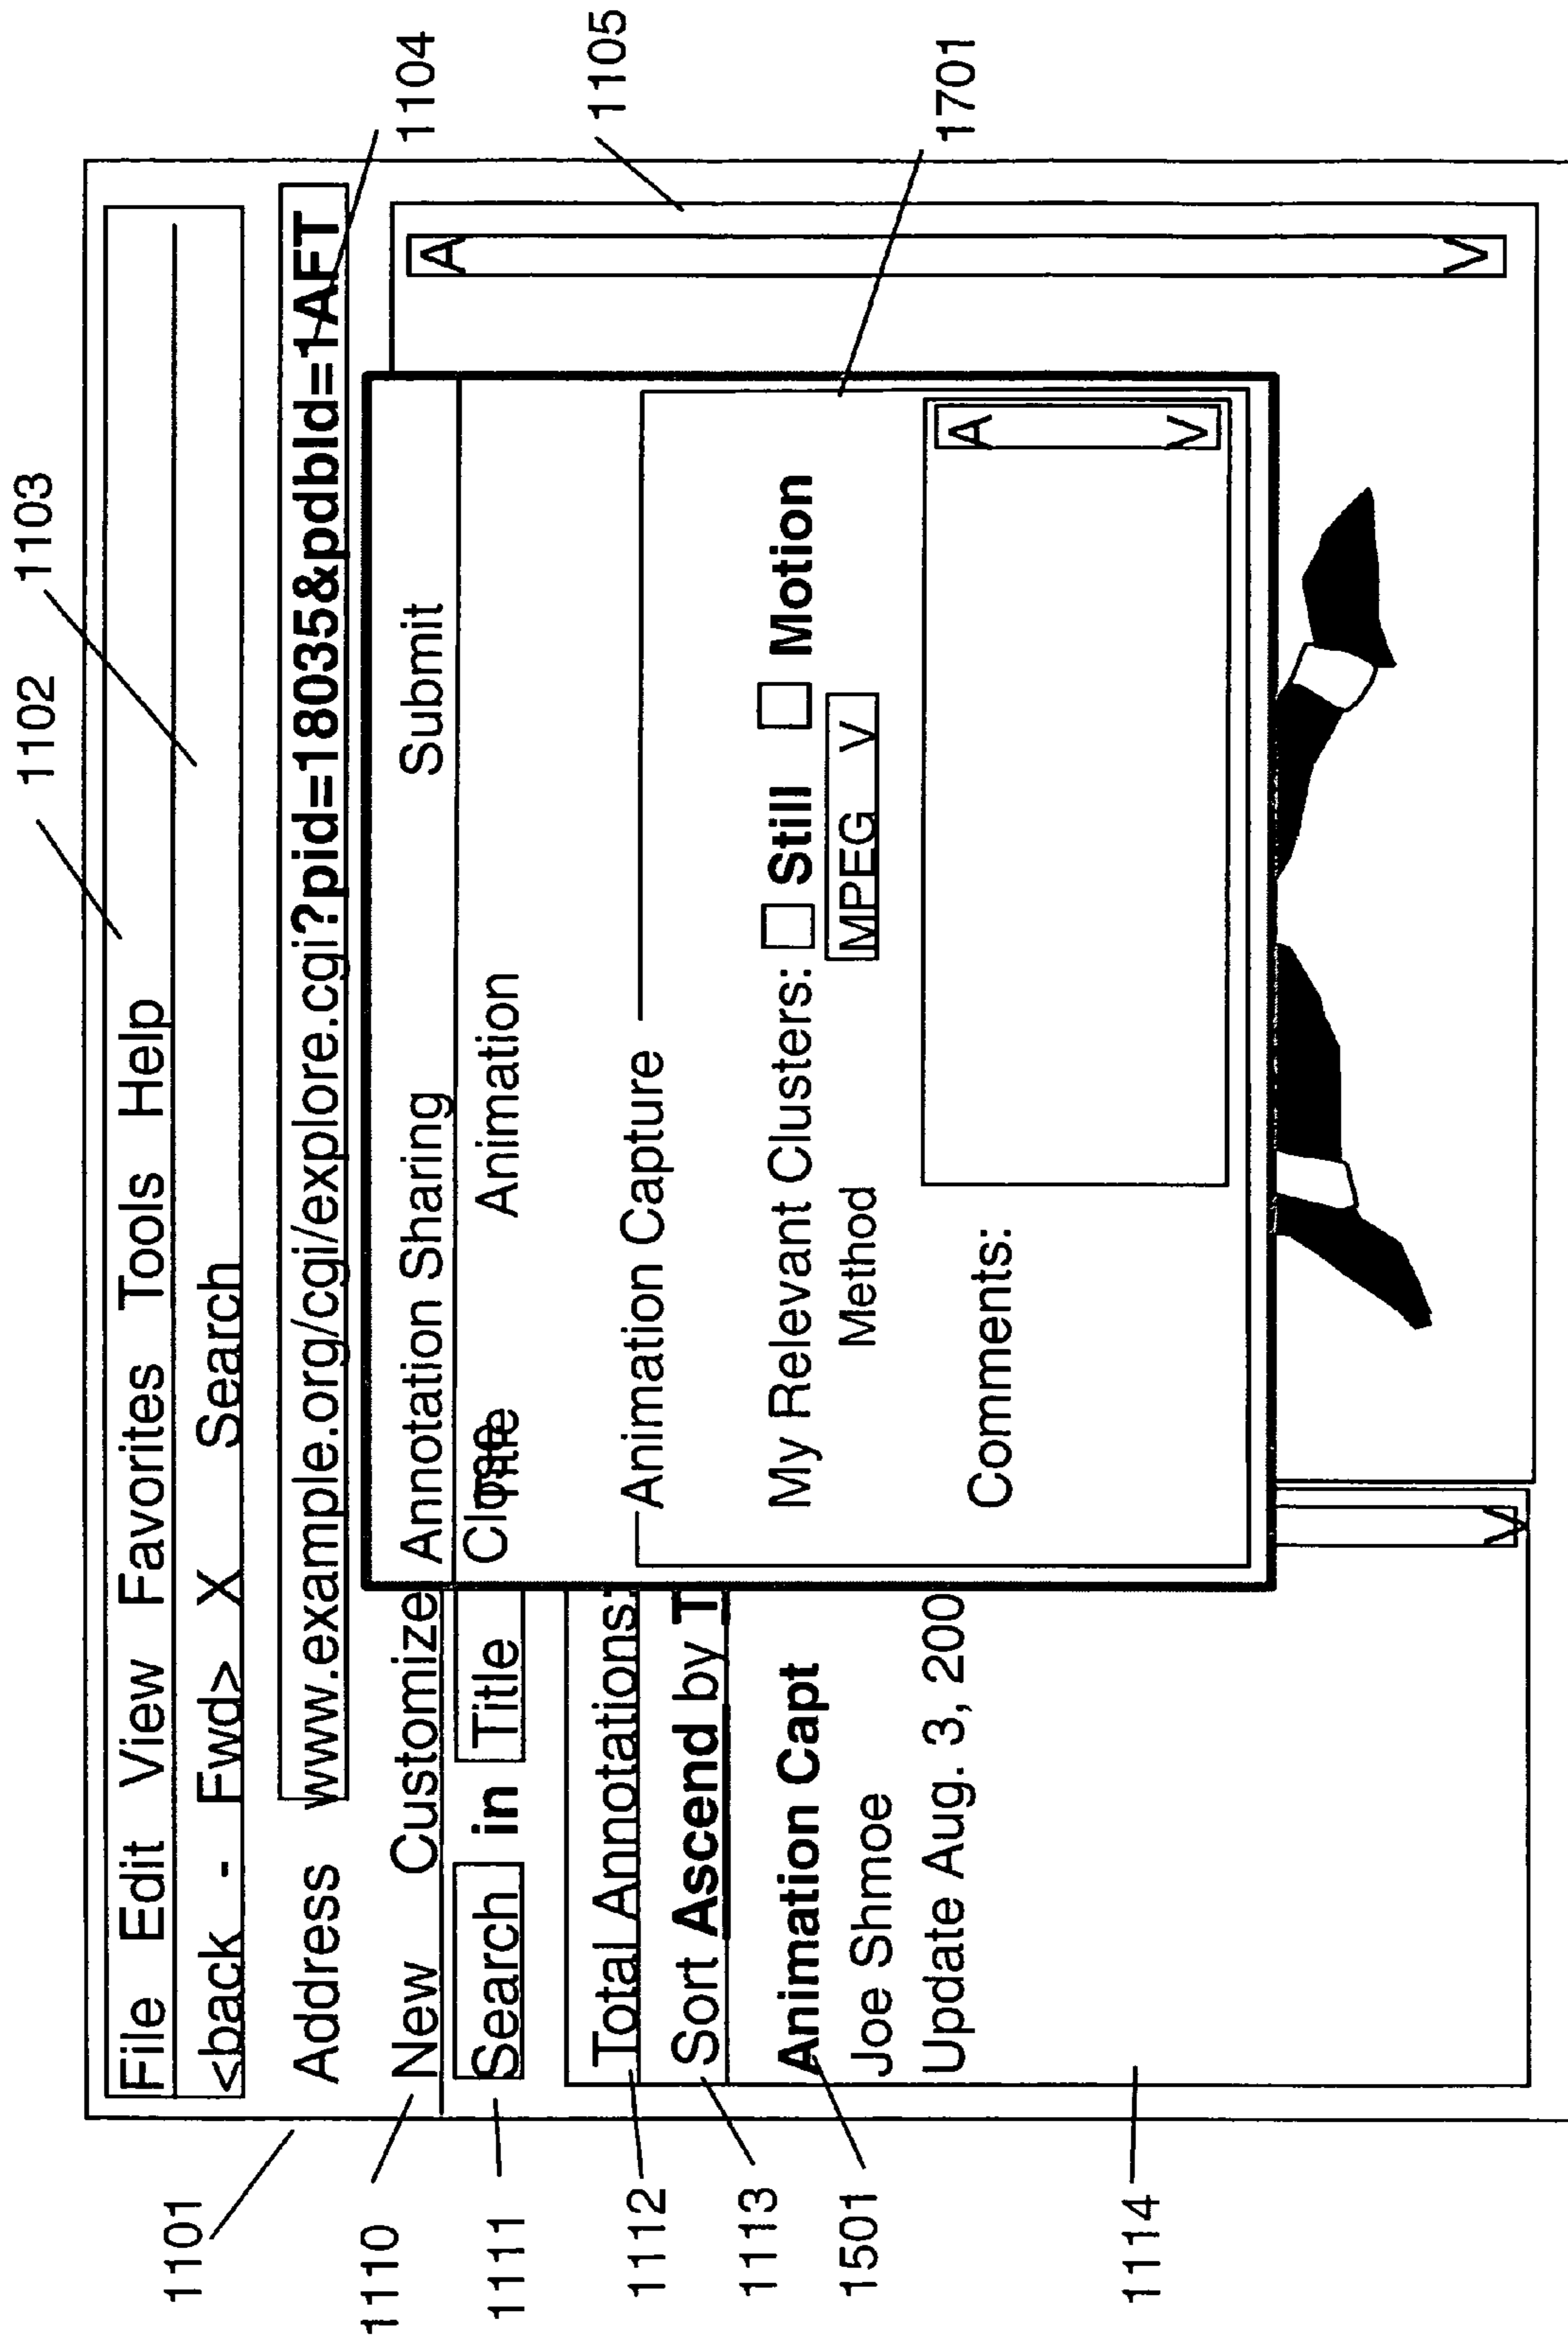 1102
1103
1101
File Edit View Favorites Tools Help
<back - Fwd> X Search
Address www.example.org/cgi/explore.cgi?pid=18035&pdbId=1AFT
1104
1110
New Customize
Annotation Sharing Submit
1105
1111
Search in Title
Close
Title Animation
1112
Total Annotations:
Animation Capture
1113
Sort Ascend by T
1501
Animation Capt
My Relevant Clusters: Still Motion
Joe Shmoe
Method MPEG V
Update Aug. 3, 200
Comments:
A
V
1701
A
V
V
1114